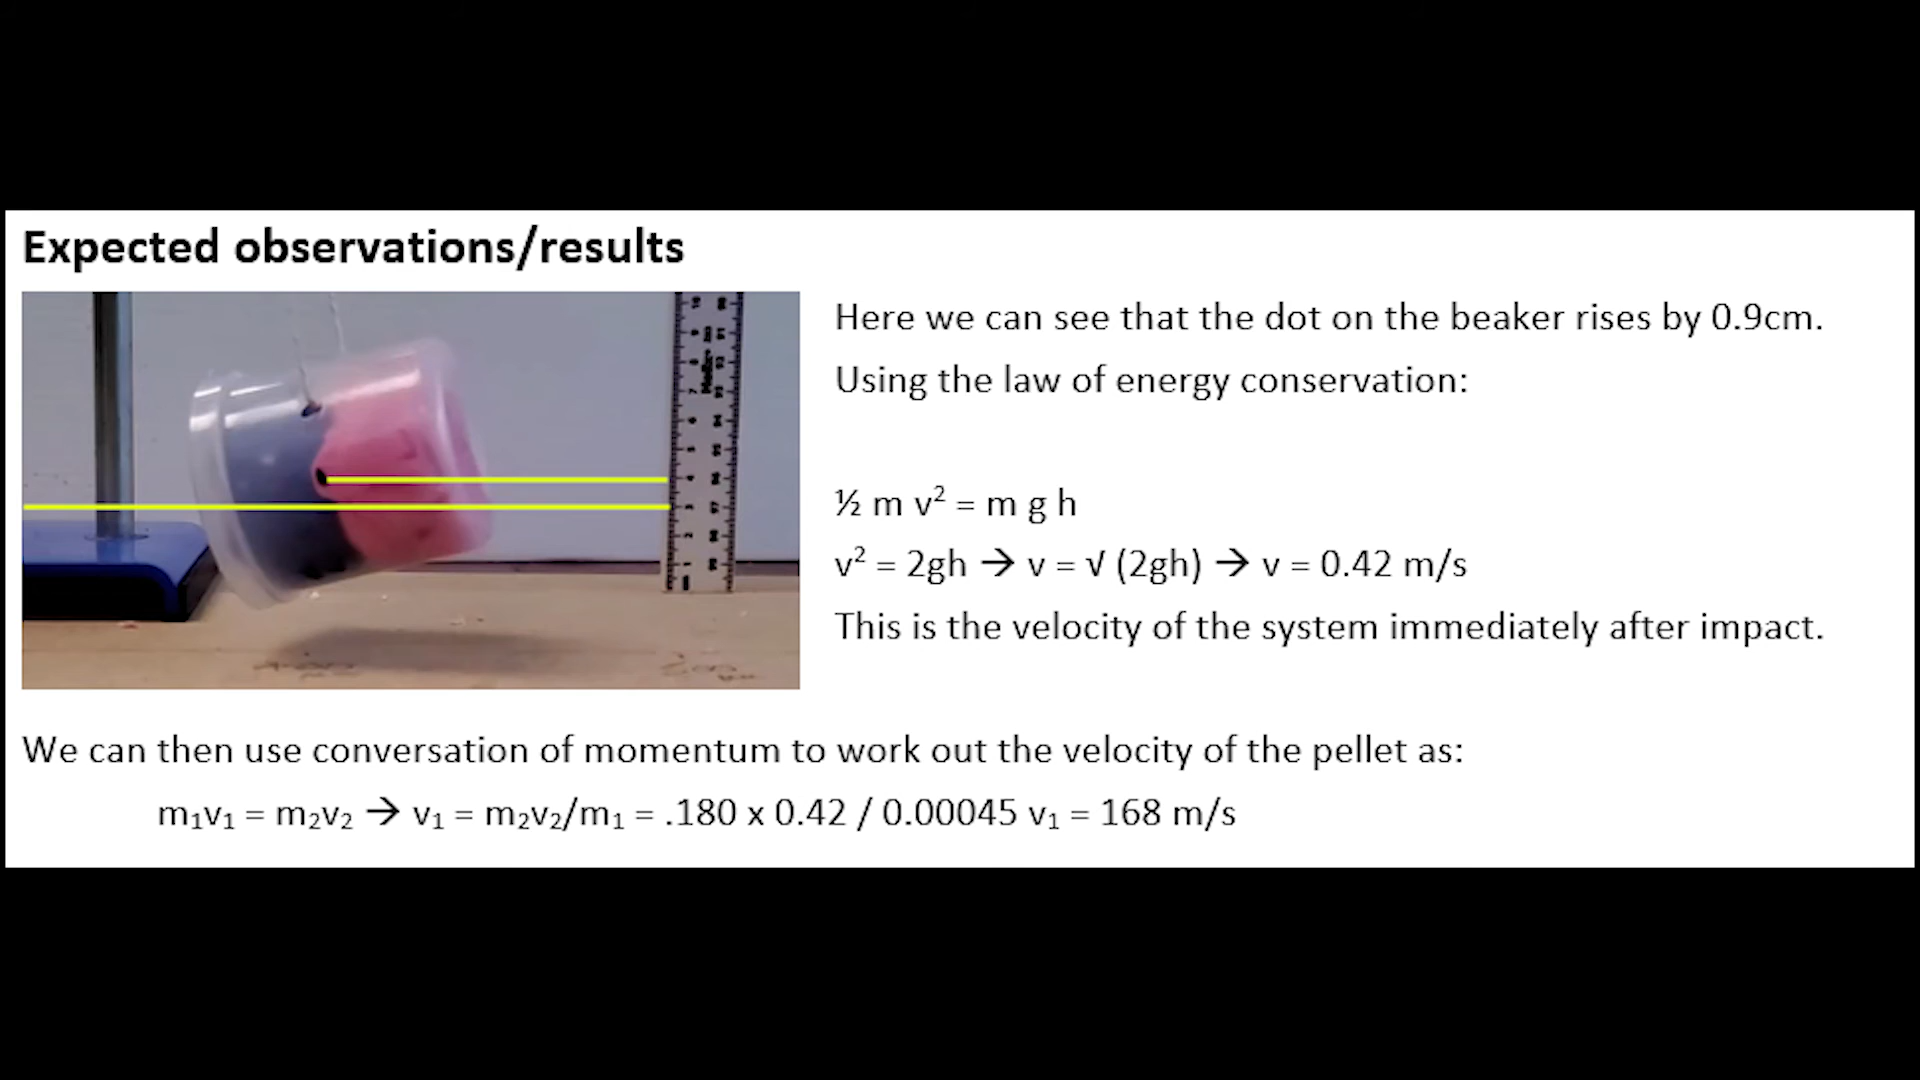 Expected observations/results
Here we can see that the dot on the beaker rises by 0.9cm.
Using the law of energy conservation:
½ m v² = m g h
v² = 2gh → v = √ (2gh) → v = 0.42 m/s
This is the velocity of the system immediately after impact.
We can then use conversation of momentum to work out the velocity of the pellet as:
m₁v₁ = m₂v₂ → v₁ = m₂v₂/m₁ = .180 x 0.42 / 0.00045 v₁ = 168 m/s